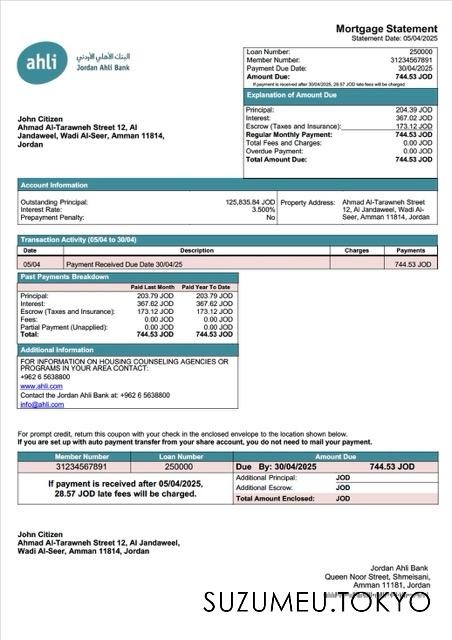 Mortgage Statement
Statement Date: 05/04/2025
ahli
البنك الأهلي الأردني
Jordan Ahli Bank
Loan Number: 250000
Member Number: 31234567891
Payment Due Date: 30/04/2025
Amount Due: 744.53 JOD
If payment is received after 30/04/2025, 28.57 JOD late fees will be charged
Explanation of Amount Due
Principal: 204.39 JOD
Interest: 367.02 JOD
Escrow (Taxes and Insurance): 173.12 JOD
Regular Monthly Payment: 744.53 JOD
Total Fees and Charges: 0.00 JOD
Overdue Payment: 0.00 JOD
Total Amount Due: 744.53 JOD
John Citizen
Ahmad Al-Tarawneh Street 12, Al
Jandaweel, Wadi Al-Seer, Amman 11814,
Jordan
Account Information
Outstanding Principal: 125,835.84 JOD
Interest Rate: 3.500%
Prepayment Penalty: No
Property Address: Ahmad Al-Tarawneh Street
12, Al Jandaweel, Wadi Al-
Seer, Amman 11814, Jordan
Transaction Activity (05/04 to 30/04)
Date Description Charges Payments
05/04 Payment Received Due Date 30/04/25 744.53 JOD
Past Payments Breakdown
Paid Last Month Paid Year To Date
Principal: 203.79 JOD 203.79 JOD
Interest: 367.62 JOD 367.62 JOD
Escrow (Taxes and Insurance): 173.12 JOD 173.12 JOD
Fees: 0.00 JOD 0.00 JOD
Partial Payment (Unapplied): 0.00 JOD 0.00 JOD
Total: 744.53 JOD 744.53 JOD
Additional Information
FOR INFORMATION ON HOUSING COUNSELING AGENCIES OR
PROGRAMS IN YOUR AREA CONTACT:
+962 6 5638800
www.ahli.com
Contact the Jordan Ahli Bank at: +962 6 5638800
info@ahli.com
For prompt credit, return this coupon with your check in the enclosed envelope to the location shown below.
If you are set up with auto payment transfer from your share account, you do not need to mail your payment.
Member Number Loan Number Amount Due
31234567891 250000 Due By: 30/04/2025 744.53 JOD
If payment is received after 05/04/2025,
28.57 JOD late fees will be charged.
Additional Principal: JOD
Additional Escrow: JOD
Total Amount Enclosed: JOD
John Citizen
Ahmad Al-Tarawneh Street 12, Al Jandaweel,
Wadi Al-Seer, Amman 11814, Jordan
Jordan Ahli Bank
Queen Noor Street, Shmeisani,
Amman 11181, Jordan
SUZUMEU.TOKYO